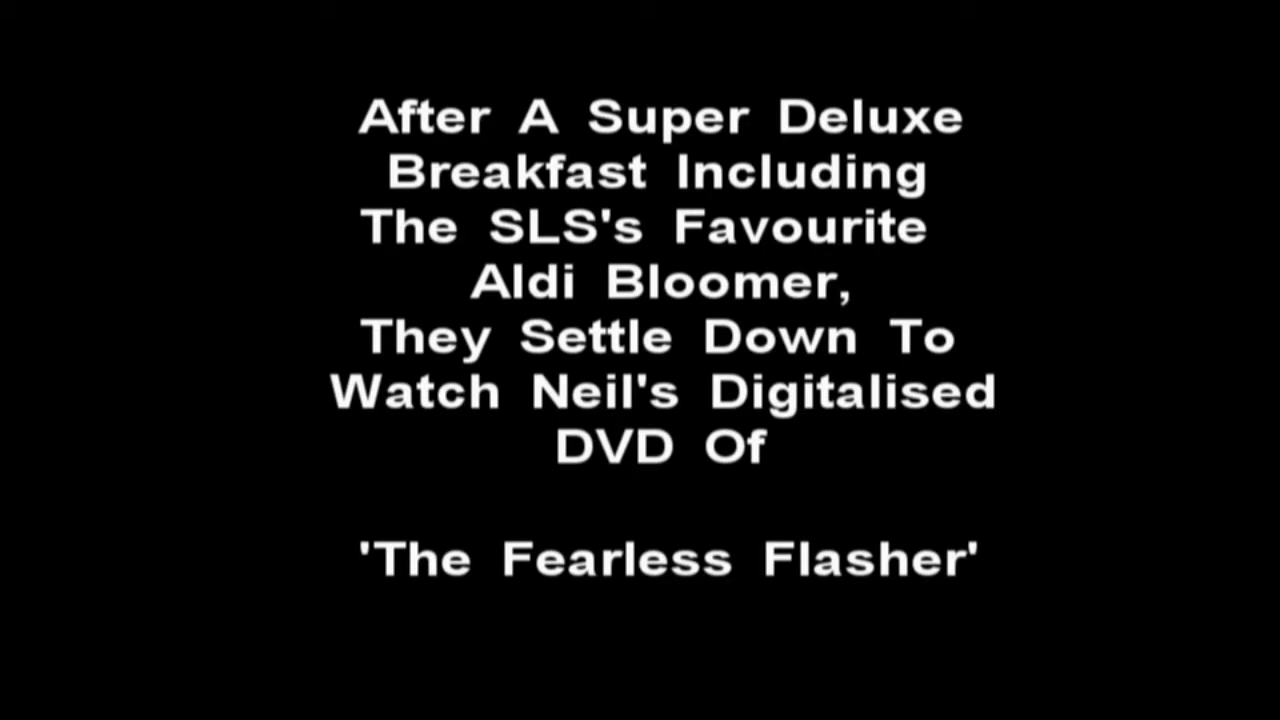 After A Super Deluxe
Breakfast Including
The SLS's Favourite
Aldi Bloomer,
They Settle Down To
Watch Neil's Digitalised
DVD Of
'The Fearless Flasher'